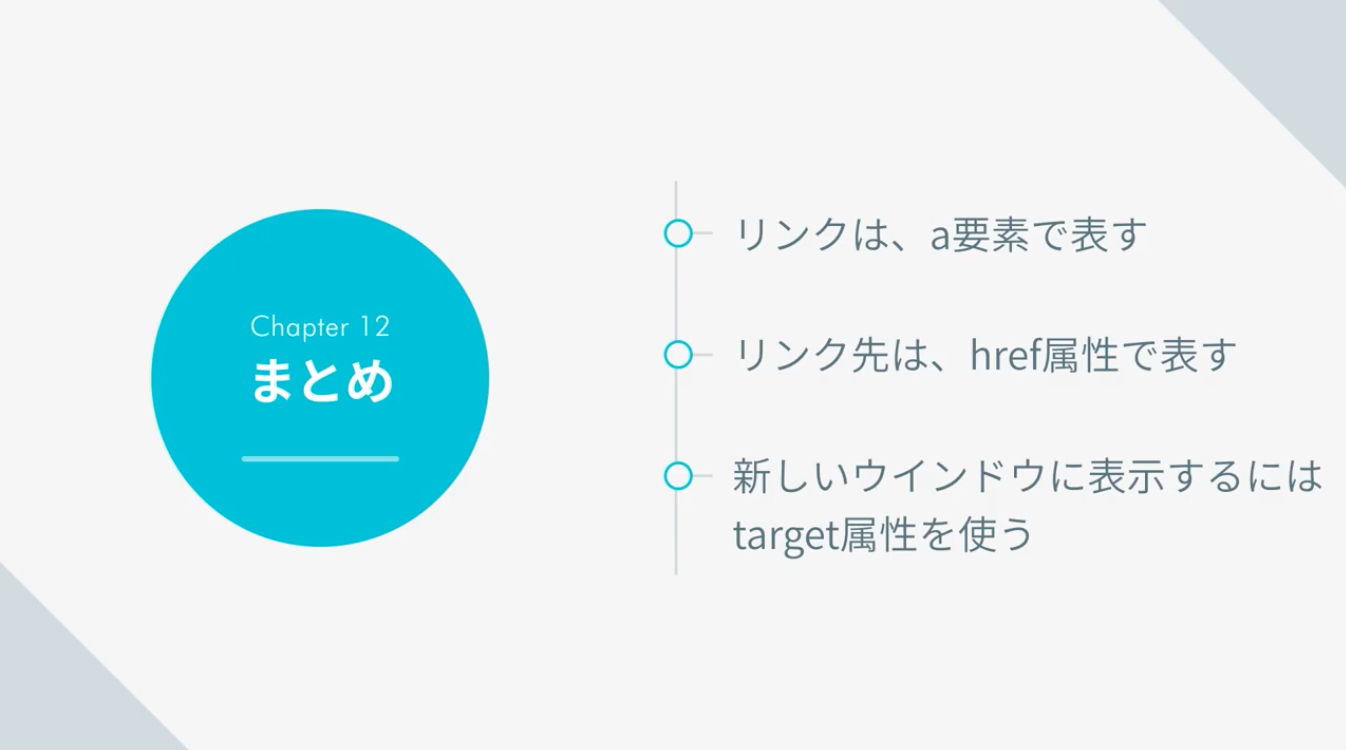 Chapter 12
まとめ
リンクは、a要素で表す
リンク先は、href属性で表す
新しいウインドウに表示するには
target属性を使う